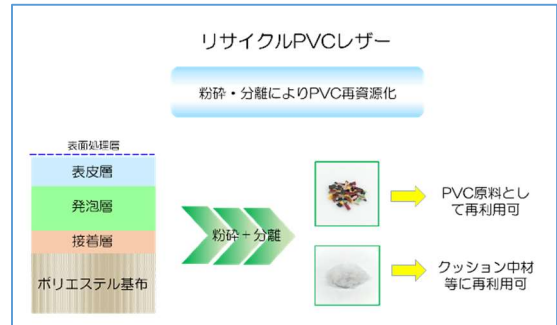 リサイクルPVCレザー
粉砕・分離によりPVC再資源化
表面処理層
表皮層
発泡層
接着層
ポリエステル基布
粉砕+分離
PVC原料とし
て再利用可
クッション中材
等に再利用可